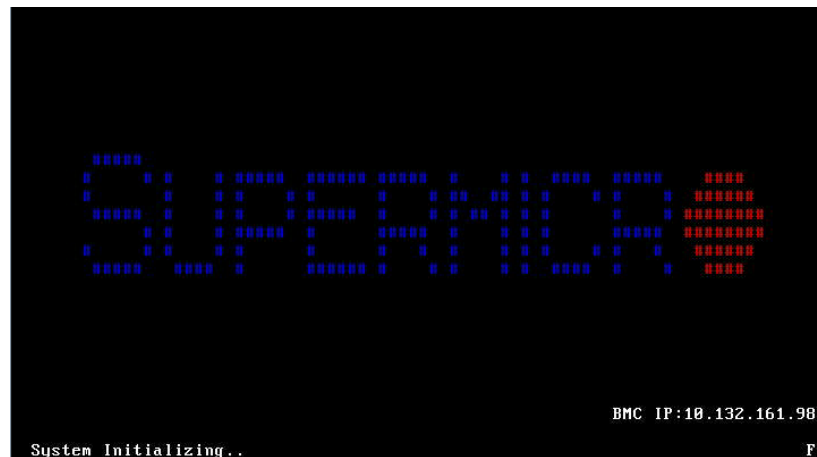 SUPERMICRO
BMC IP:10.132.161.98
System Initializing..
F